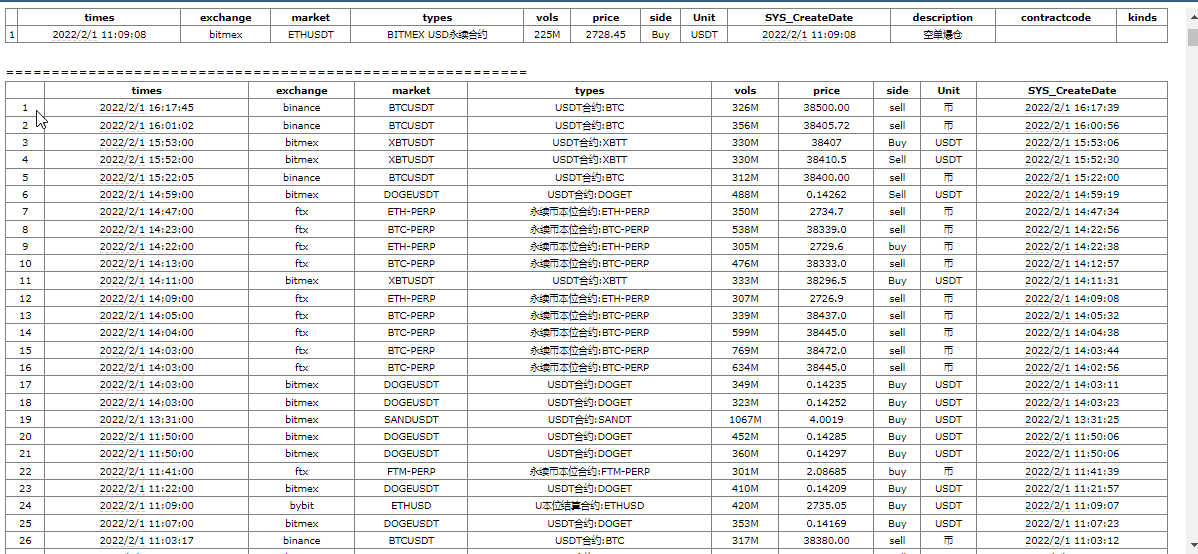 times exchange market types vols price side Unit SYS_CreateDate description contractcode kinds
1 2022/2/1 11:09:08 bitmex ETHUSDT BITMEX USD永续合约 225M 2728.45 Buy USDT 2022/2/1 11:09:08 空单爆仓
=========================================================
times exchange market types vols price side Unit SYS_CreateDate
1 2022/2/1 16:17:45 binance BTCUSDT USDT合约:BTC 326M 38500.00 sell 币 2022/2/1 16:17:39
2 2022/2/1 16:01:02 binance BTCUSDT USDT合约:BTC 356M 38405.72 sell 币 2022/2/1 16:00:56
3 2022/2/1 15:53:00 bitmex XBTUSDT USDT合约:XBTT 330M 38407 Buy USDT 2022/2/1 15:53:06
4 2022/2/1 15:52:00 bitmex XBTUSDT USDT合约:XBTT 330M 38410.5 Sell USDT 2022/2/1 15:52:30
5 2022/2/1 15:22:05 binance BTCUSDT USDT合约:BTC 312M 38400.00 sell 币 2022/2/1 15:22:00
6 2022/2/1 14:59:00 bitmex DOGEUSDT USDT合约:DOGET 488M 0.14262 Sell USDT 2022/2/1 14:59:19
7 2022/2/1 14:47:00 ftx ETH-PERP 永续币本位合约:ETH-PERP 350M 2734.7 sell 币 2022/2/1 14:47:34
8 2022/2/1 14:23:00 ftx BTC-PERP 永续币本位合约:BTC-PERP 538M 38339.0 sell 币 2022/2/1 14:22:56
9 2022/2/1 14:22:00 ftx ETH-PERP 永续币本位合约:ETH-PERP 305M 2729.6 buy 币 2022/2/1 14:22:38
10 2022/2/1 14:13:00 ftx BTC-PERP 永续币本位合约:BTC-PERP 476M 38333.0 sell 币 2022/2/1 14:12:57
11 2022/2/1 14:11:00 bitmex XBTUSDT USDT合约:XBTT 333M 38296.5 Buy USDT 2022/2/1 14:11:31
12 2022/2/1 14:09:00 ftx ETH-PERP 永续币本位合约:ETH-PERP 307M 2726.9 sell 币 2022/2/1 14:09:08
13 2022/2/1 14:05:00 ftx BTC-PERP 永续币本位合约:BTC-PERP 339M 38437.0 sell 币 2022/2/1 14:05:32
14 2022/2/1 14:04:00 ftx BTC-PERP 永续币本位合约:BTC-PERP 599M 38445.0 sell 币 2022/2/1 14:04:38
15 2022/2/1 14:03:00 ftx BTC-PERP 永续币本位合约:BTC-PERP 769M 38472.0 sell 币 2022/2/1 14:03:44
16 2022/2/1 14:03:00 ftx BTC-PERP 永续币本位合约:BTC-PERP 634M 38445.0 sell 币 2022/2/1 14:02:56
17 2022/2/1 14:03:00 bitmex DOGEUSDT USDT合约:DOGET 349M 0.14235 Buy USDT 2022/2/1 14:03:11
18 2022/2/1 14:03:00 bitmex DOGEUSDT USDT合约:DOGET 323M 0.14252 Buy USDT 2022/2/1 14:03:23
19 2022/2/1 13:31:00 bitmex SANDUSDT USDT合约:SANDT 1067M 4.0019 Buy USDT 2022/2/1 13:31:25
20 2022/2/1 11:50:00 bitmex DOGEUSDT USDT合约:DOGET 452M 0.14285 Buy USDT 2022/2/1 11:50:06
21 2022/2/1 11:50:00 bitmex DOGEUSDT USDT合约:DOGET 360M 0.14297 Buy USDT 2022/2/1 11:50:06
22 2022/2/1 11:41:00 ftx FTM-PERP 永续币本位合约:FTM-PERP 301M 2.08685 buy 币 2022/2/1 11:41:39
23 2022/2/1 11:22:00 bitmex DOGEUSDT USDT合约:DOGET 410M 0.14209 Buy USDT 2022/2/1 11:21:57
24 2022/2/1 11:09:00 bybit ETHUSD U本位结算合约:ETHUSD 420M 2735.05 Buy USDT 2022/2/1 11:09:07
25 2022/2/1 11:07:00 bitmex DOGEUSDT USDT合约:DOGET 353M 0.14169 Buy USDT 2022/2/1 11:07:23
26 2022/2/1 11:03:17 binance BTCUSDT USDT合约:BTC 317M 38380.00 sell 币 2022/2/1 11:03:12